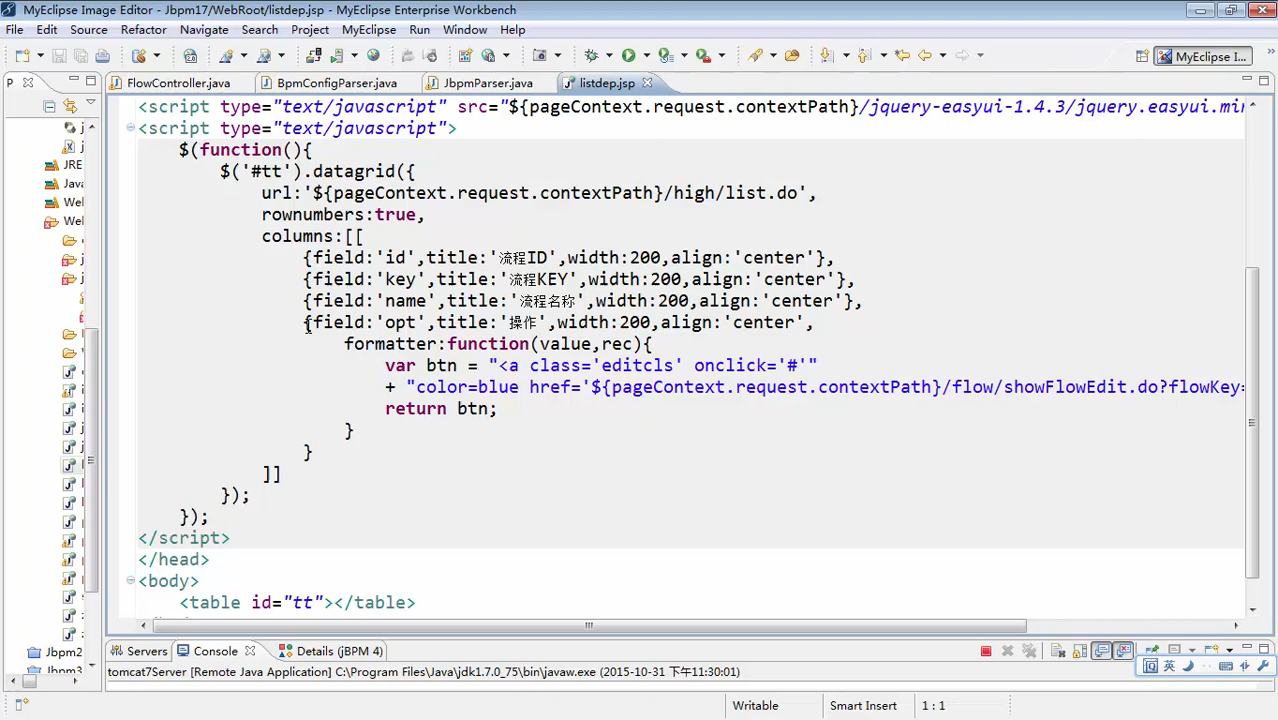 MyEclipse Image Editor - Jbpm17/WebRoot/listdep.jsp - MyEclipse Enterprise Workbench
File Edit Source Refactor Navigate Search Project MyEclipse Run Window Help
MyEclipse I...
P
FlowController.java BpmConfigParser.java JbpmParser.java listdep.jsp
<script type="text/javascript" src="${pageContext.request.contextPath}/jquery-easyui-1.4.3/jquery.easyui.mi
<script type="text/javascript">
$(function(){
$('#tt').datagrid({
url:'${pageContext.request.contextPath}/high/list.do',
rownumbers:true,
columns:[[
{field:'id',title:'流程ID',width:200,align:'center'},
{field:'key',title:'流程KEY',width:200,align:'center'},
{field:'name',title:'流程名称',width:200,align:'center'},
{field:'opt',title:'操作',width:200,align:'center',
formatter:function(value,rec){
var btn = "<a class='editcls' onclick='#'"
+ "color=blue href='${pageContext.request.contextPath}/flow/showFlowEdit.do?flowKey=
return btn;
}
}
]]
});
});
</script>
</head>
<body>
<table id="tt"></table>
JRE
Java
We
We
Jbpm2
Jbpm3
Servers Console Details (JBPM 4)
tomcat7Server [Remote Java Application] C:\Program Files\Java\jdk1.7.0_75\bin\javaw.exe (2015-10-31 下午11:30:01)
英
Writable Smart Insert 1 : 1